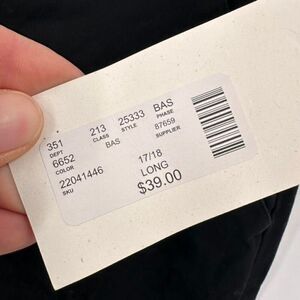 351 213 25333 BAS
DEPT CLASS STYLE PHASE
6652 BAS 87659
COLOR SUPPLIER
22041446 17/18
SKU LONG
$39.00